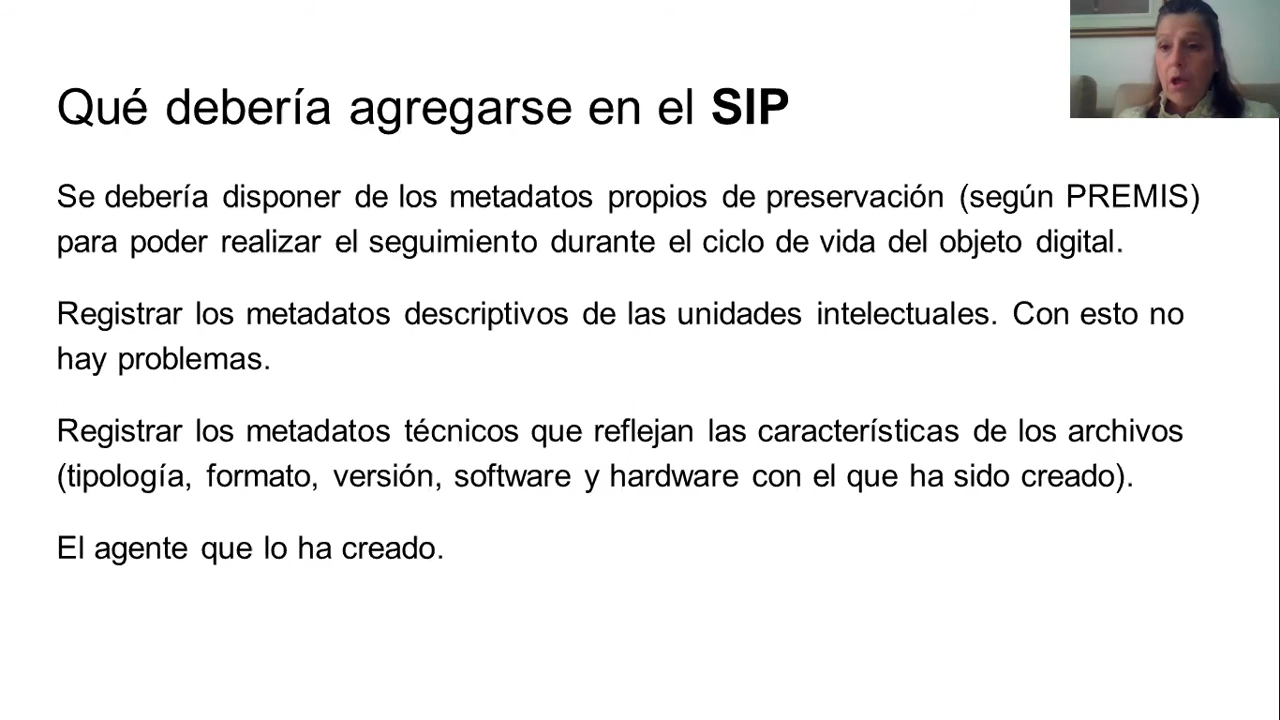 Qué debería agregarse en el SIP
Se debería disponer de los metadatos propios de preservación (según PREMIS)
para poder realizar el seguimiento durante el ciclo de vida del objeto digital.
Registrar los metadatos descriptivos de las unidades intelectuales. Con esto no
hay problemas.
Registrar los metadatos técnicos que reflejan las características de los archivos
(tipología, formato, versión, software y hardware con el que ha sido creado).
El agente que lo ha creado.